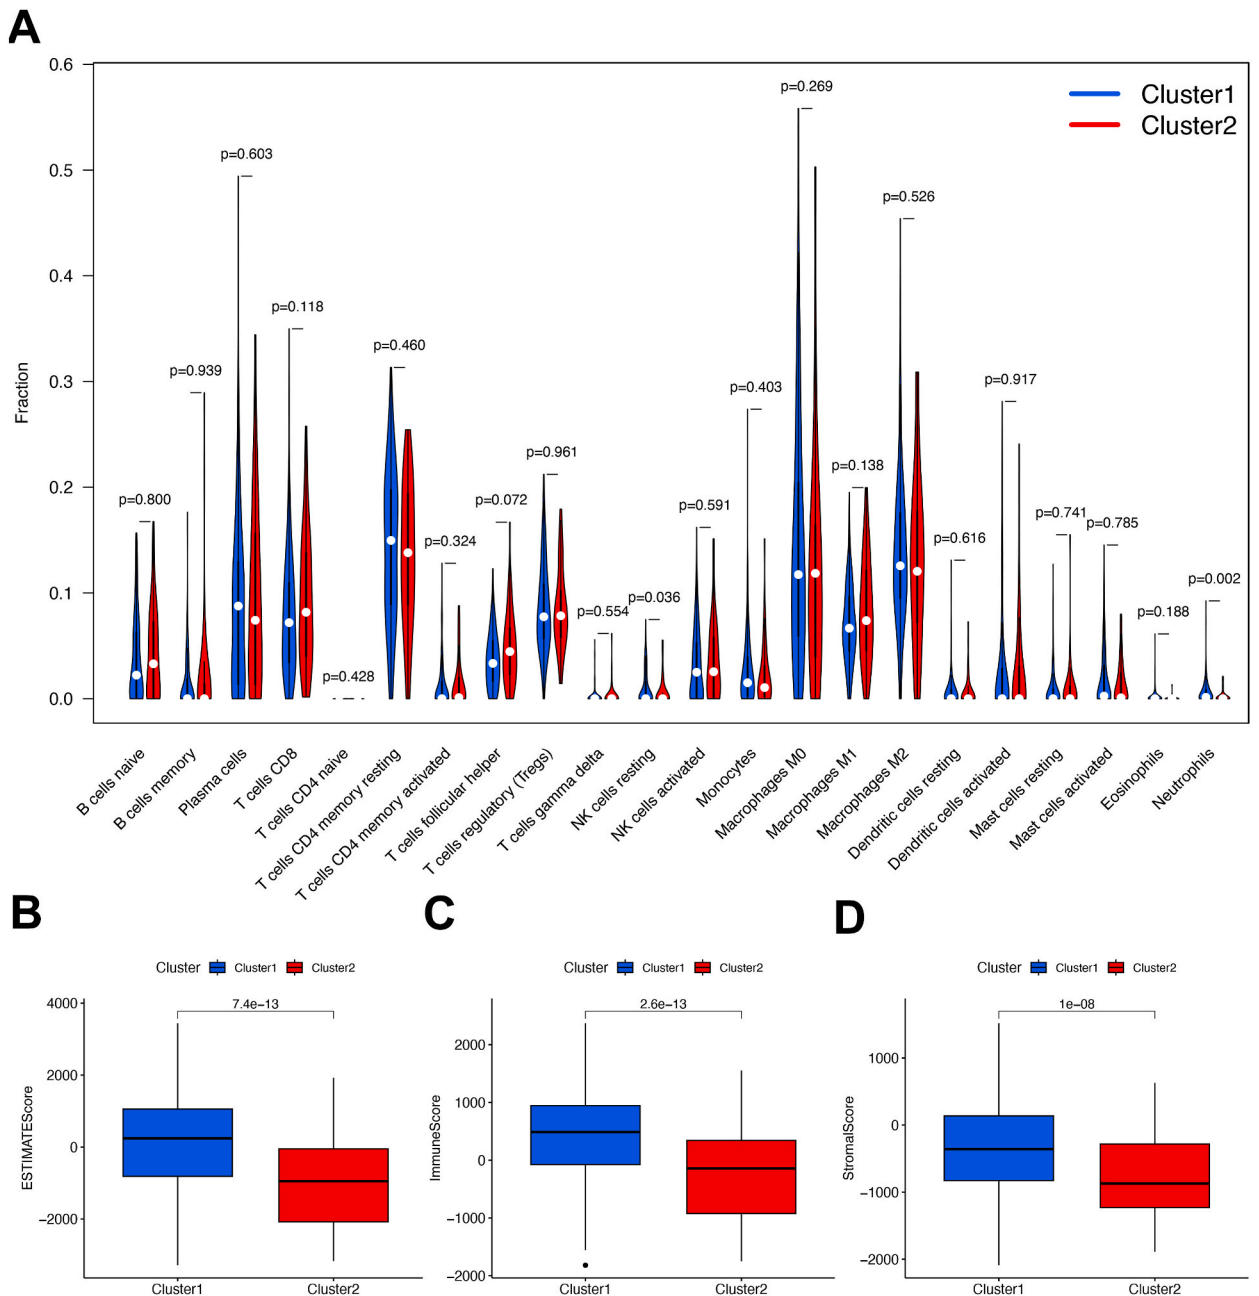 A
0.6
0.5
0.4
0.3
0.2
0.1
0.0
Fraction
Cluster1
Cluster2
p=0.800
p=0.939
p=0.603
p=0.118
p=0.428
p=0.460
p=0.324
p=0.072
p=0.961
p=0.554
p=0.036
p=0.591
p=0.403
p=0.269
p=0.138
p=0.526
p=0.616
p=0.917
p=0.741
p=0.785
p=0.188
p=0.002
B cells naive
B cells memory
Plasma cells
T cells CD8
T cells CD4 naive
T cells CD4 memory resting
T cells CD4 memory activated
T cells follicular helper
T cells regulatory (Tregs)
T cells gamma delta
NK cells resting
NK cells activated
Monocytes
Macrophages M0
Macrophages M1
Macrophages M2
Dendritic cells resting
Dendritic cells activated
Mast cells resting
Mast cells activated
Eosinophils
Neutrophils
B
Cluster Cluster1 Cluster2
7.4e−13
4000
2000
0
−2000
ESTIMATEScore
Cluster1 Cluster2
C
Cluster Cluster1 Cluster2
2.6e−13
2000
1000
0
−1000
−2000
ImmuneScore
Cluster1 Cluster2
D
Cluster Cluster1 Cluster2
1e−08
1000
0
−1000
−2000
StromalScore
Cluster1 Cluster2